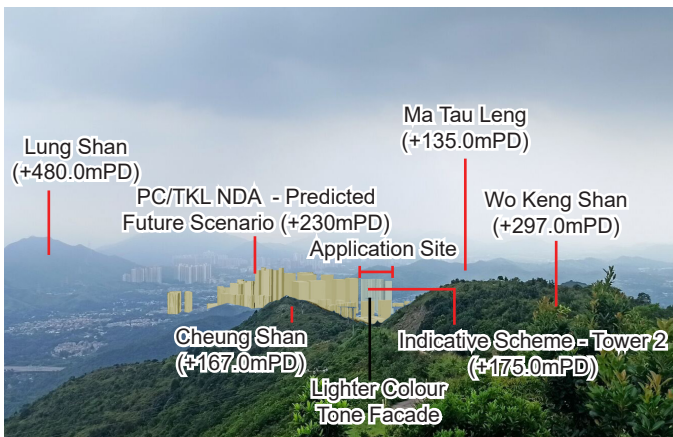 Lung Shan
(+480.0mPD)
PC/TKL NDA - Predicted
Future Scenario (+230mPD)
Application Site
Ma Tau Leng
(+135.0mPD)
Wo Keng Shan
(+297.0mPD)
Cheung Shan
(+167.0mPD)
Lighter Colour
Tone Facade
Indicative Scheme - Tower 2
(+175.0mPD)